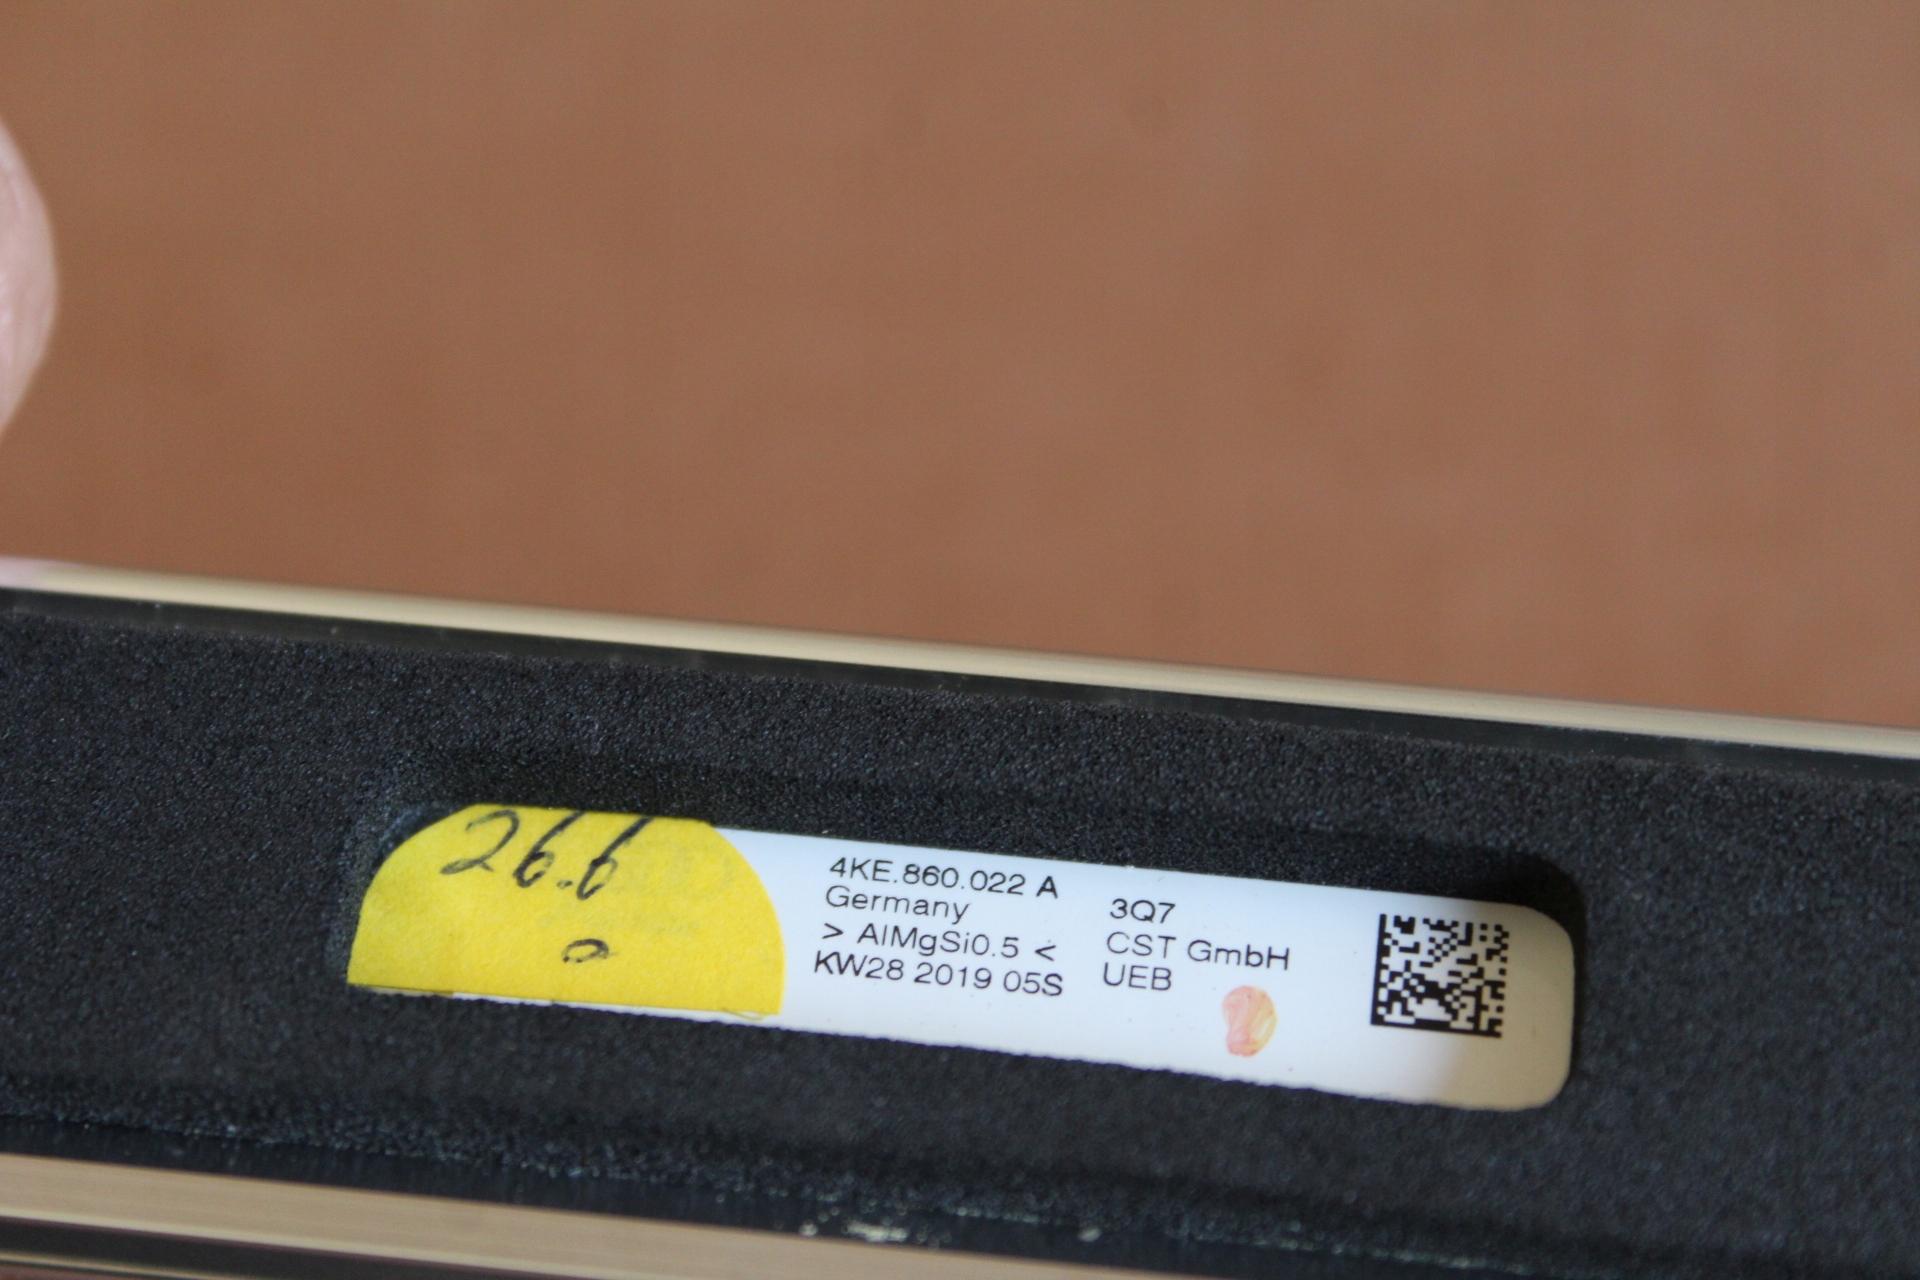 26.6
4KE.860.022 A
Germany
> AlMgSi0.5 <
KW28 2019 05S
3Q7
CST GmbH
UEB